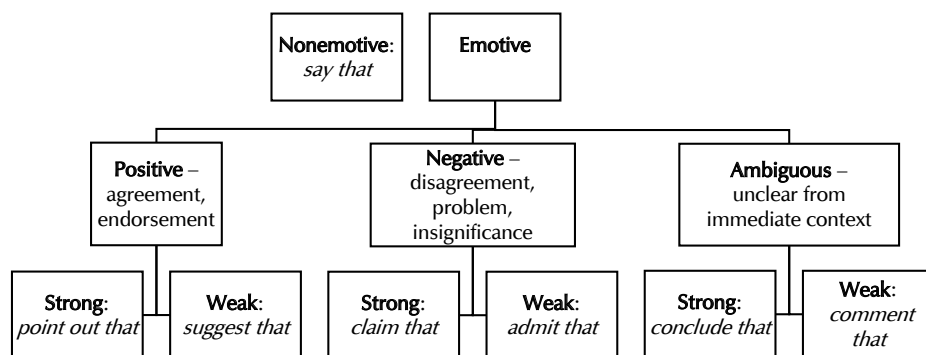 Nonemotive:
say that
Emotive
Positive –
agreement,
endorsement
Negative –
disagreement,
problem,
insignificance
Ambiguous –
unclear from
immediate context
Strong:
point out that
Weak:
suggest that
Strong:
claim that
Weak:
admit that
Strong:
conclude that
Weak:
comment
that